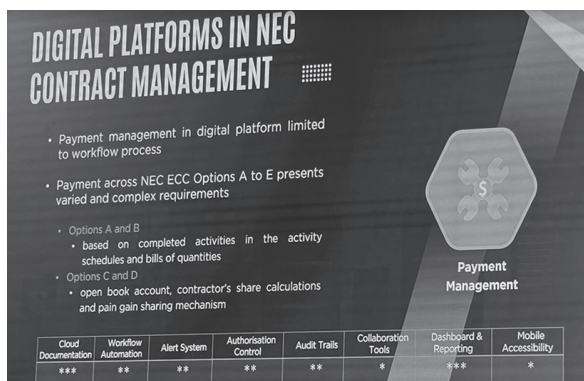 DIGITAL PLATFORMS IN NEC
CONTRACT MANAGEMENT
• Payment management in digital platform limited
to workflow process
• Payment across NEC ECC Options A to E presents
varied and complex requirements
• Options A and B
• based on completed activities in the activity
schedules and bills of quantities
• Options C and D
• open book account, contractor's share calculations
and pain gain sharing mechanism
$
Payment
Management
Cloud
Documentation
***
Workflow
Automation
**
Alert System
**
Authorisation
Control
**
Audit Trails
**
Collaboration
Tools
*
Dashboard &
Reporting
***
Mobile
Accessibility
*